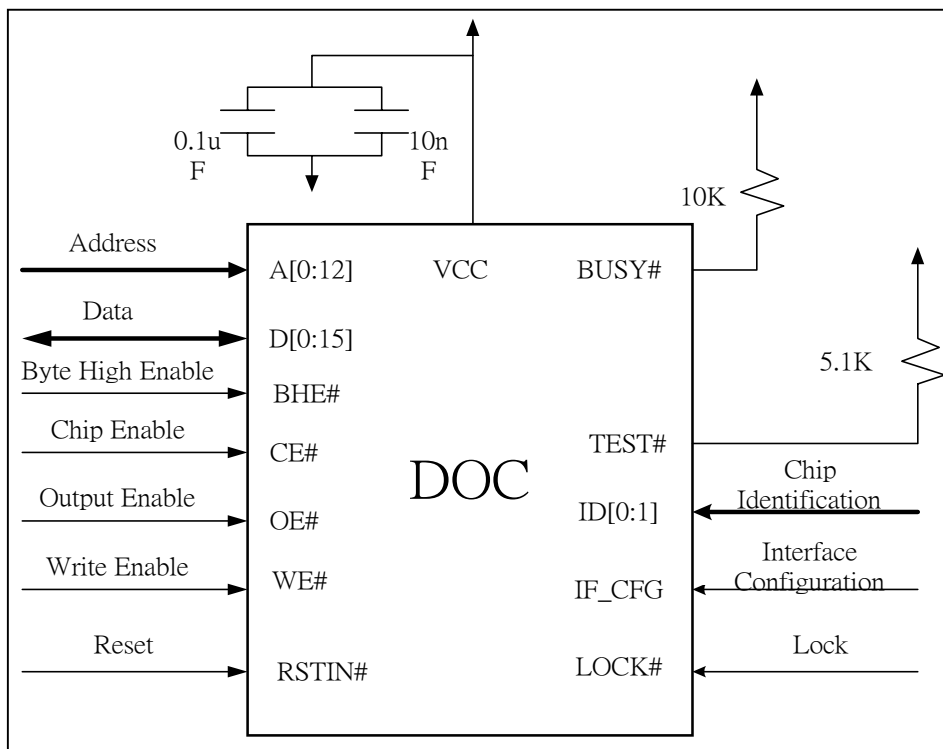 0.1u
F
10n
F
10K
Address
A[0:12]
VCC
BUSY#
Data
D[0:15]
Byte High Enable
BHE#
5.1K
Chip Enable
CE#
TEST#
DOC
Chip
Identification
Output Enable
OE#
ID[0:1]
Write Enable
WE#
IF_CFG
Interface
Configuration
Reset
RSTIN#
LOCK#
Lock